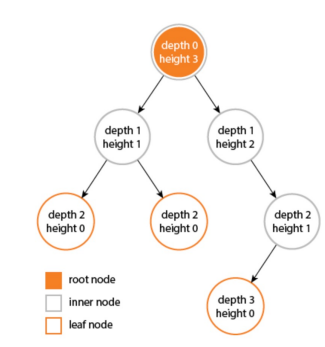 depth 0
height 3
depth 1
height 1
depth 1
height 2
depth 2
height 0
depth 2
height 0
depth 2
height 1
depth 3
height 0
root node
inner node
leaf node